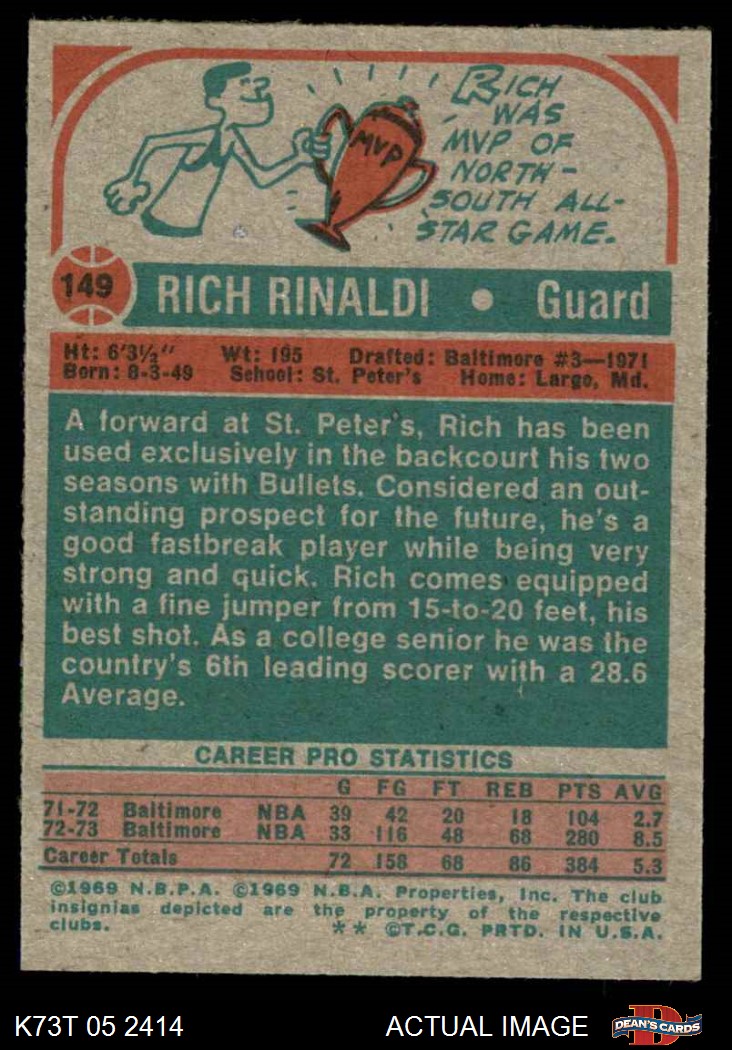 RICH
WAS
MVP OF
NORTH-
SOUTH ALL-
STAR GAME.
MVP
149 RICH RINALDI • Guard
Ht: 6'3½" Wt: 195 Drafted: Baltimore #3—1971
Born: 8-3-49 School: St. Peter's Home: Largo, Md.
A forward at St. Peter's, Rich has been
used exclusively in the backcourt his two
seasons with Bullets. Considered an out-
standing prospect for the future, he's a
good fastbreak player while being very
strong and quick. Rich comes equipped
with a fine jumper from 15-to-20 feet, his
best shot. As a college senior he was the
country's 6th leading scorer with a 28.6
Average.
CAREER PRO STATISTICS
G FG FT REB PTS AVG
71-72 Baltimore NBA 39 42 20 18 104 2.7
72-73 Baltimore NBA 33 116 48 68 280 8.5
Career Totals 72 158 68 86 384 5.3
©1969 N.B.P.A. ©1969 N.B.A. Properties, Inc. The club
insignias depicted are the property of the respective
clubs. ** ©T.C.G. PRTD. IN U.S.A.
K73T 05 2414 ACTUAL IMAGE DEAN'S CARDS